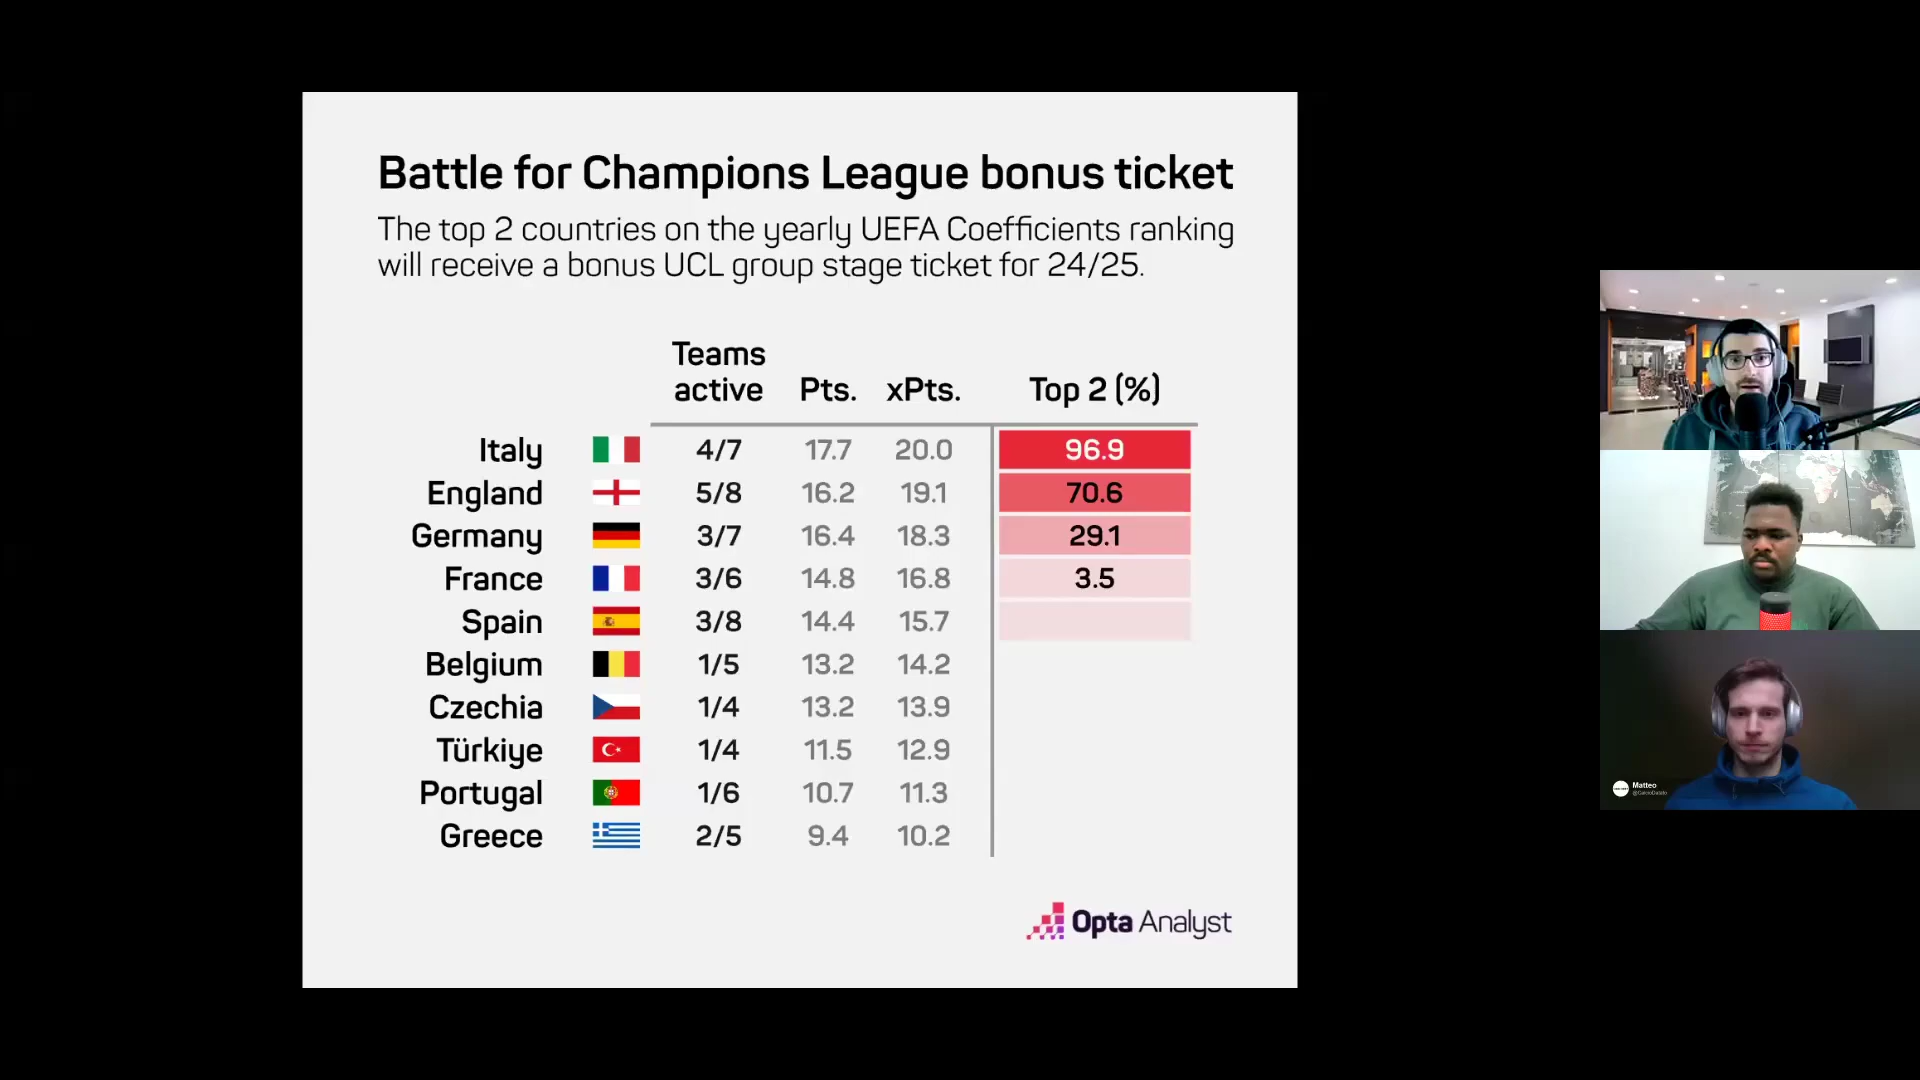 Battle for Champions League bonus ticket
The top 2 countries on the yearly UEFA Coefficients ranking
will receive a bonus UCL group stage ticket for 24/25.
Teams
active Pts. xPts. Top 2 (%)
Italy 4/7 17.7 20.0 96.9
England 5/8 16.2 19.1 70.6
Germany 3/7 16.4 18.3 29.1
France 3/6 14.8 16.8 3.5
Spain 3/8 14.4 15.7
Belgium 1/5 13.2 14.2
Czechia 1/4 13.2 13.9
Türkiye 1/4 11.5 12.9
Portugal 1/6 10.7 11.3
Greece 2/5 9.4 10.2
Opta Analyst
Matteo